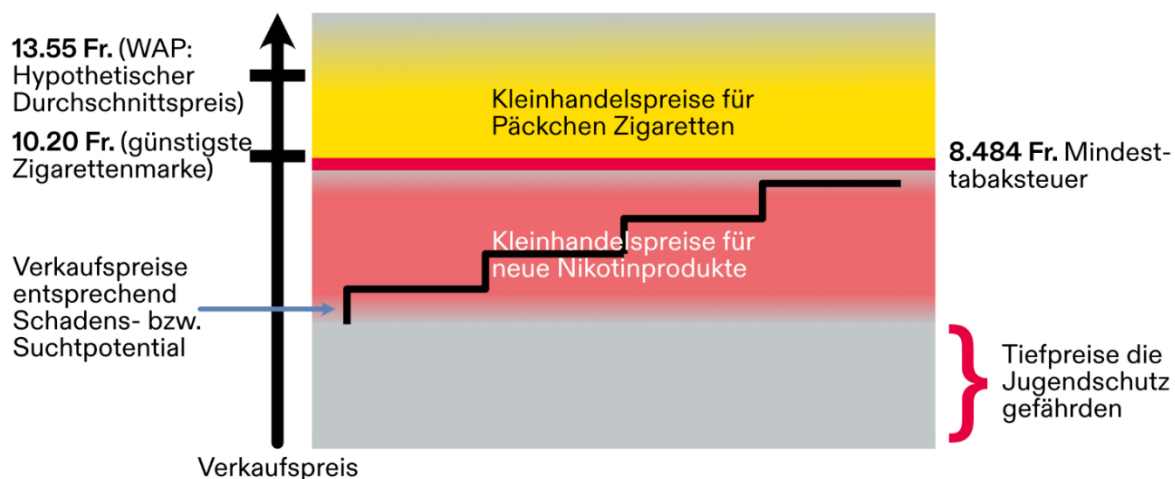 13.55 Fr. (WAP:
Hypothetischer
Durchschnittspreis)
10.20 Fr. (günstigste
Zigarettenmarke)
Kleinhandelspreise für
Päckchen Zigaretten
8.484 Fr. Mindest-
tabaksteuer
Kleinhandelspreise für
neue Nikotinprodukte
Verkaufspreise
entsprechend
Schadens- bzw.
Suchtpotential
Tiefpreise die
Jugendschutz
gefährden
Verkaufspreis